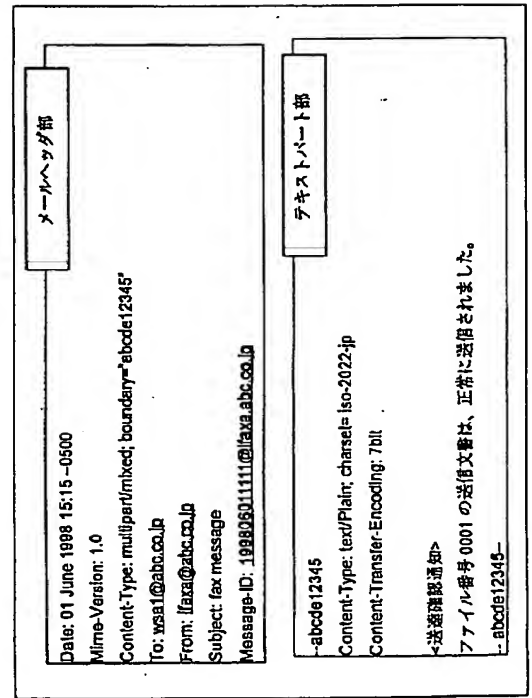 メールヘッダ部
Date: 01 June 1998 15:15 –0500
Mime-Version: 1.0
Content-Type: multipart/mixed; boundary="abcde12345"
To: wsa1@abc.co.jp
From: ifaxa@abc.co.jp
Subject: fax message
Message-ID: 199806011111@ifaxa.abc.co.jp
テキストパート部
--abcde12345
Content-Type: text/Plain; charset= iso-2022-jp
Content-Transfer-Encoding: 7bit
<送達確認通知>
ファイル番号 0001 の送信文書は、正常に送信されました。
-- abcde12345--